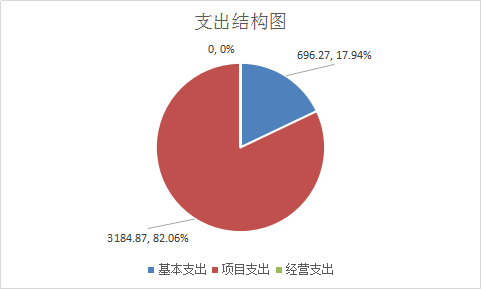 支出结构图
0, 0%
696.27, 17.94%
3184.87, 82.06%
基本支出 项目支出 经营支出